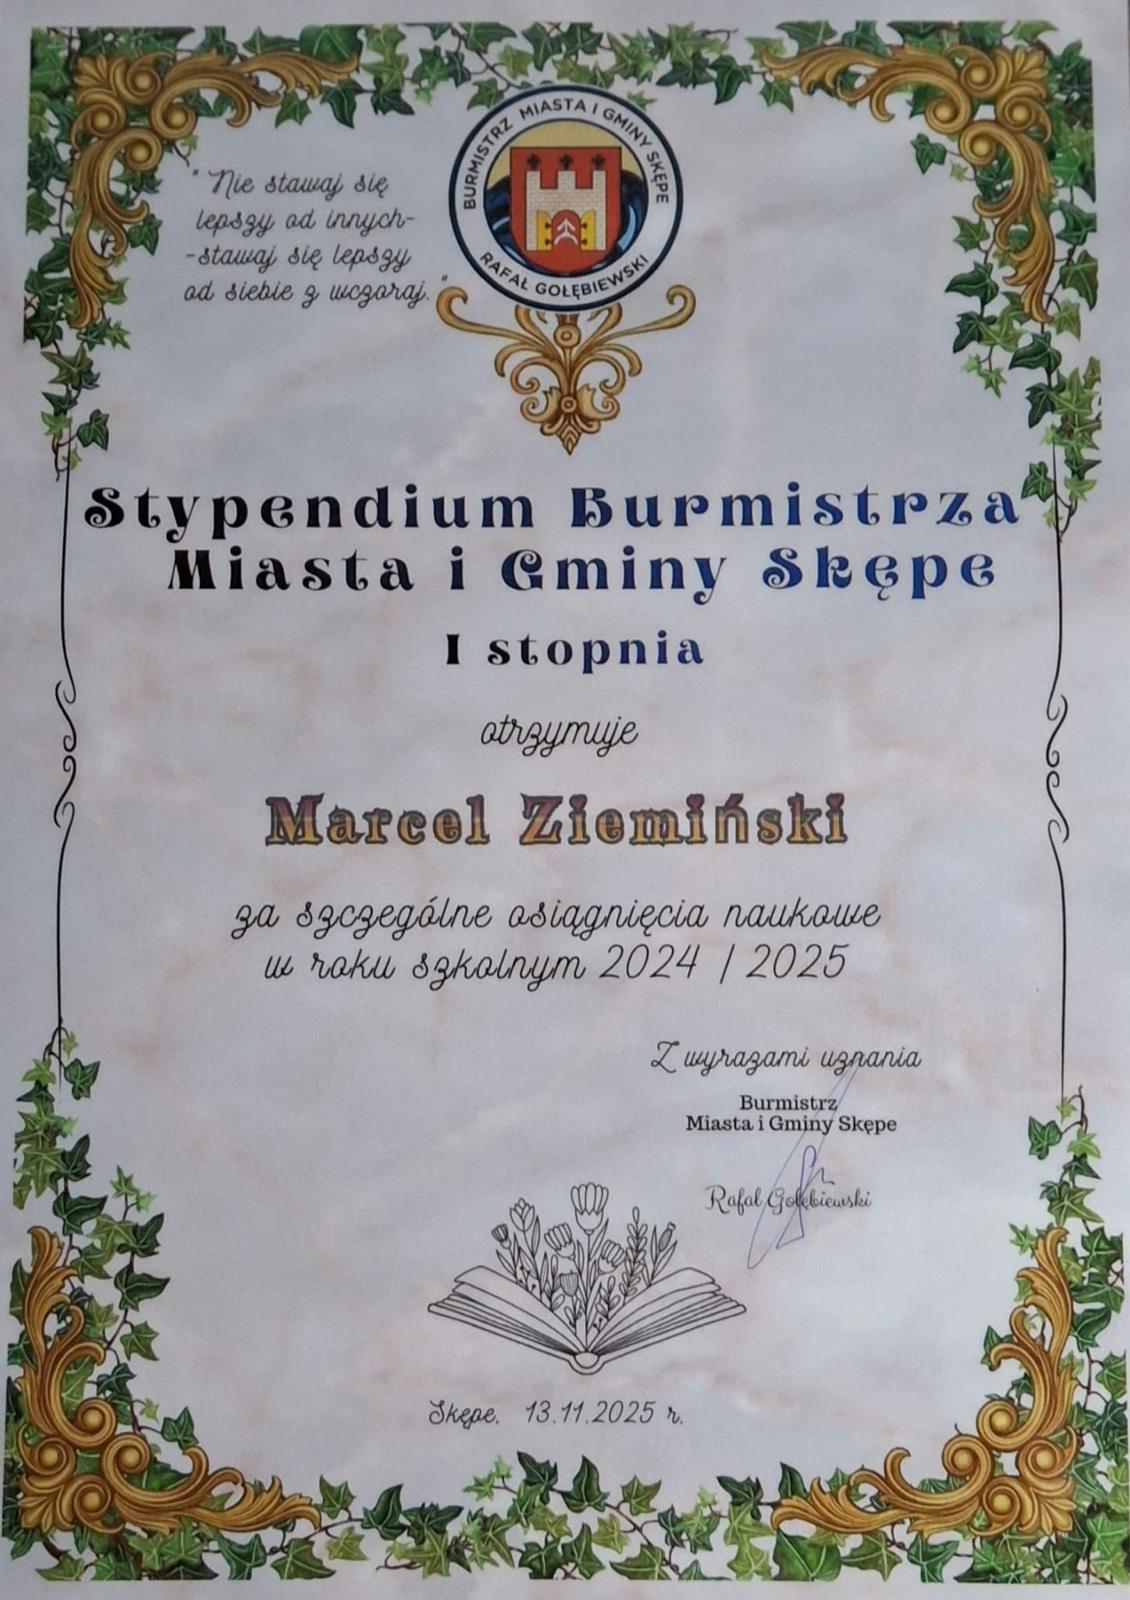 BURMISTRZ MIASTA I GMINY SKĘPE
RAFAŁ GOŁĘBIEWSKI
" Nie stawaj się
lepszy od innych-
-stawaj się lepszy
od siebie z wczoraj. "
Stypendium Burmistrza
Miasta i Gminy Skępe
I stopnia
otrzymuje
Marcel Ziemiński
za szczególne osiągnięcia naukowe
w roku szkolnym 2024 / 2025
Z wyrazami uznania
Burmistrz
Miasta i Gminy Skępe
Rafał Gołębiewski
Skępe, 13.11.2025 r.